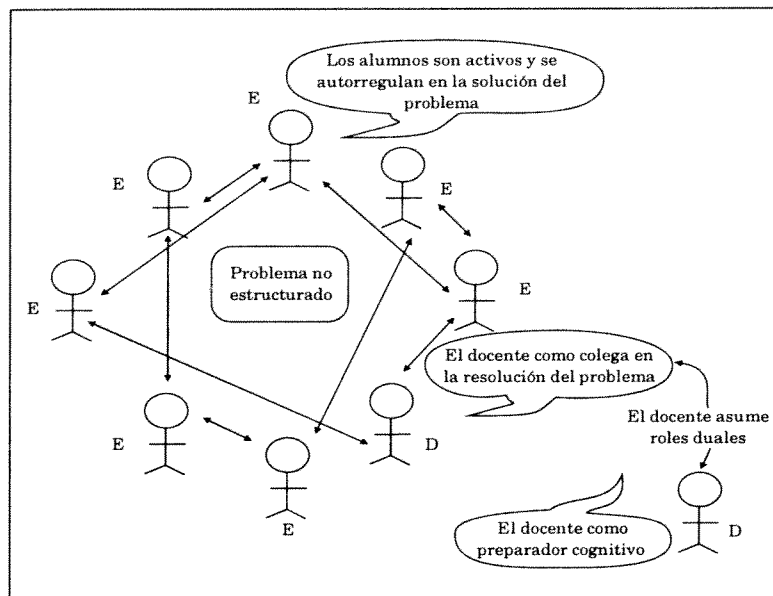 Los alumnos son activos y se
autorregulan en la solución del
problema
E
E
E
E
E
Problema no
estructurado
El docente como colega en
la resolución del problema
El docente asume
roles duales
E
D
E
El docente como
preparador cognitivo
D